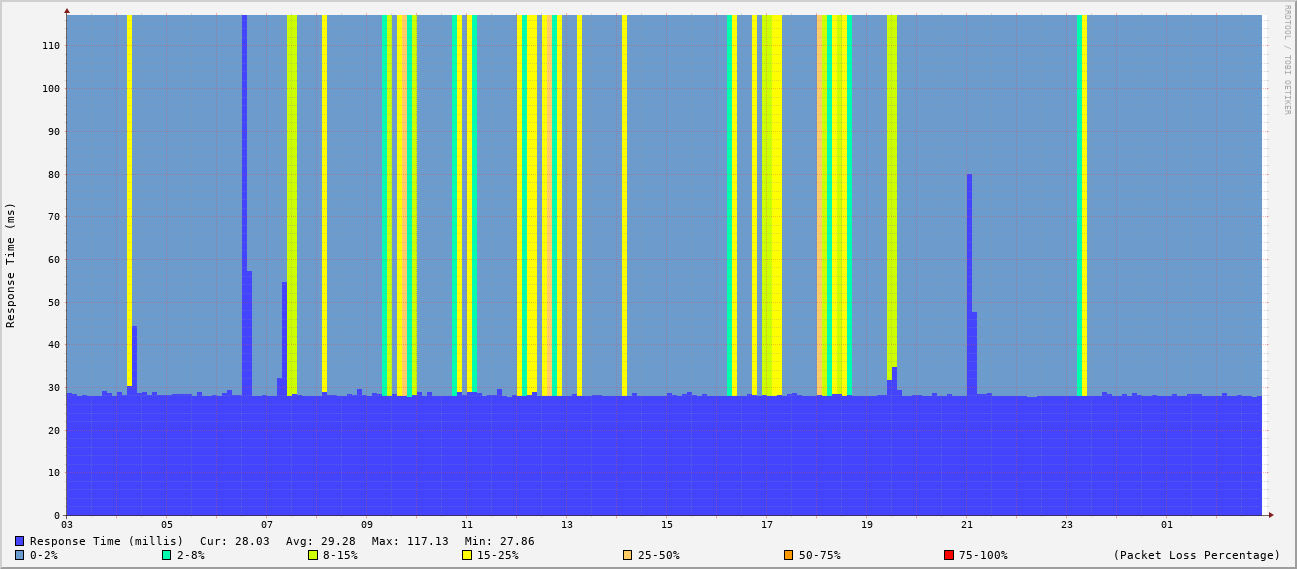 RRDTOOL / TOBI OETIKER
Response Time (ms)
110
100
90
80
70
60
50
40
30
20
10
0
03 05 07 09 11 13 15 17 19 21 23 01
Response Time (millis) Cur: 28.03 Avg: 29.28 Max: 117.13 Min: 27.86
0-2% 2-8% 8-15% 15-25% 25-50% 50-75% 75-100% (Packet Loss Percentage)